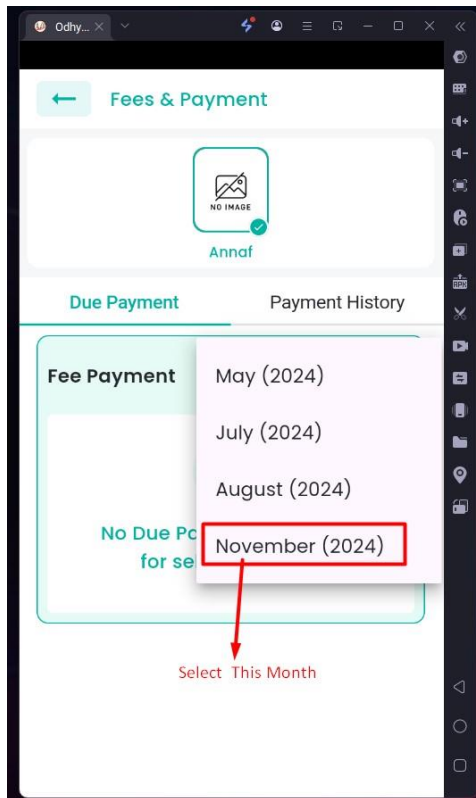 Odhy...
Fees & Payment
NO IMAGE
Annaf
Due Payment
Payment History
Fee Payment
May (2024)
July (2024)
August (2024)
November (2024)
No Due Pa
for se
Select This Month